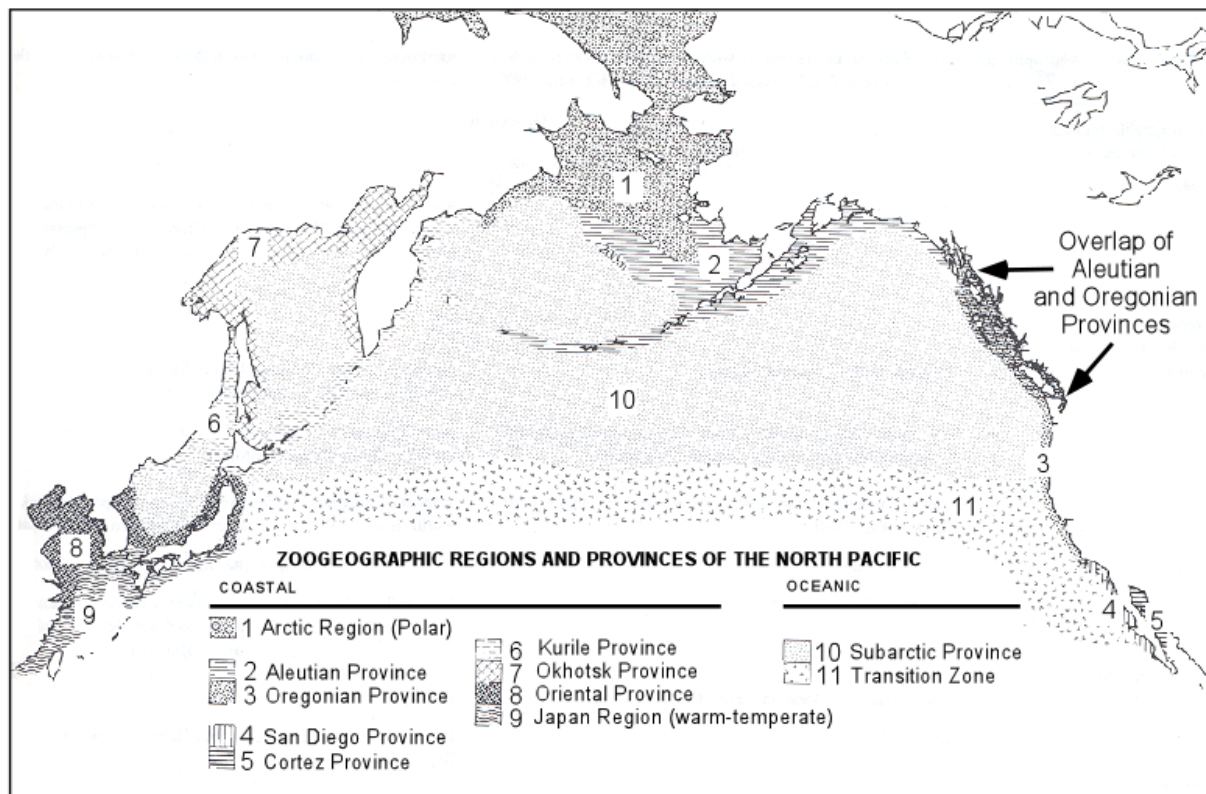 1
7
2
Overlap of
Aleutian
and Oregonian
Provinces
10
6
3
11
8
ZOOGEOGRAPHIC REGIONS AND PROVINCES OF THE NORTH PACIFIC
COASTAL
OCEANIC
9
4
5
1 Arctic Region (Polar)
2 Aleutian Province
3 Oregonian Province
4 San Diego Province
5 Cortez Province
6 Kurile Province
7 Okhotsk Province
8 Oriental Province
9 Japan Region (warm-temperate)
10 Subarctic Province
11 Transition Zone